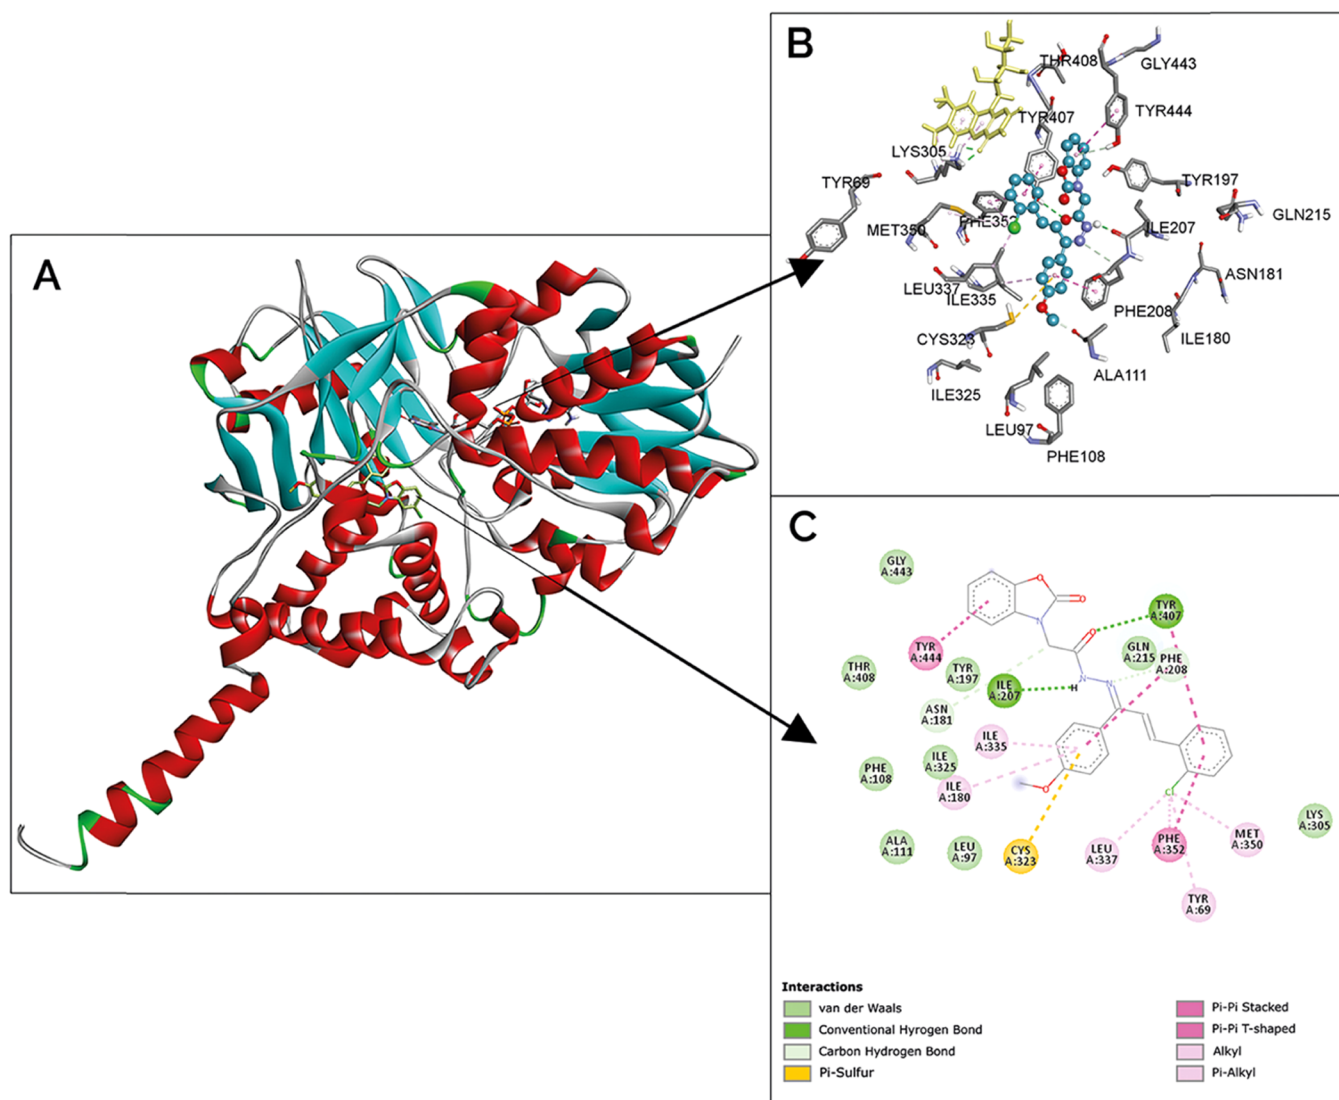 A
B
THR408
GLY443
TYR444
TYR407
LYS305
TYR69
TYR197
GLN215
MET350
PHE352
ILE207
ASN181
LEU337
ILE335
PHE208
CYS323
ILE180
ALA111
ILE325
LEU97
PHE108
C
GLY
A:443
O
O
N
O
TYR
A:407
TYR
A:444
THR
A:408
TYR
A:197
ILE
A:207
N
H
N
GLN
A:215
PHE
A:208
ASN
A:181
ILE
A:335
ILE
A:325
PHE
A:108
ILE
A:180
O
Cl
LYS
A:305
ALA
A:111
LEU
A:97
CYS
A:323
LEU
A:337
PHE
A:352
MET
A:350
TYR
A:69
Interactions
van der Waals
Conventional Hyrogen Bond
Carbon Hydrogen Bond
Pi-Sulfur
Pi-Pi Stacked
Pi-Pi T-shaped
Alkyl
Pi-Alkyl